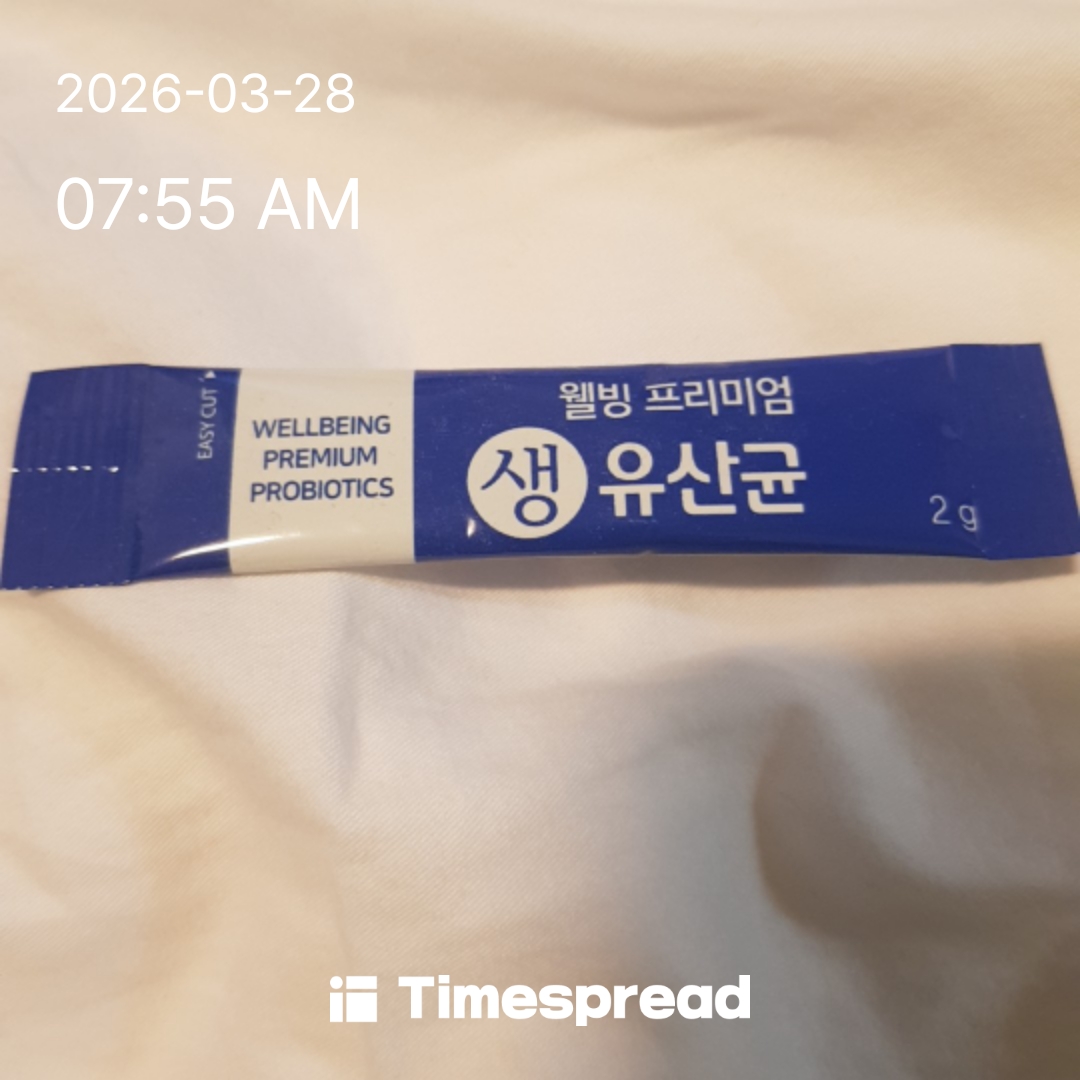 2026-03-28
07:55 AM
EASY CUT
WELLBEING
PREMIUM
PROBIOTICS
웰빙 프리미엄
생 유산균
2 g
Timespread